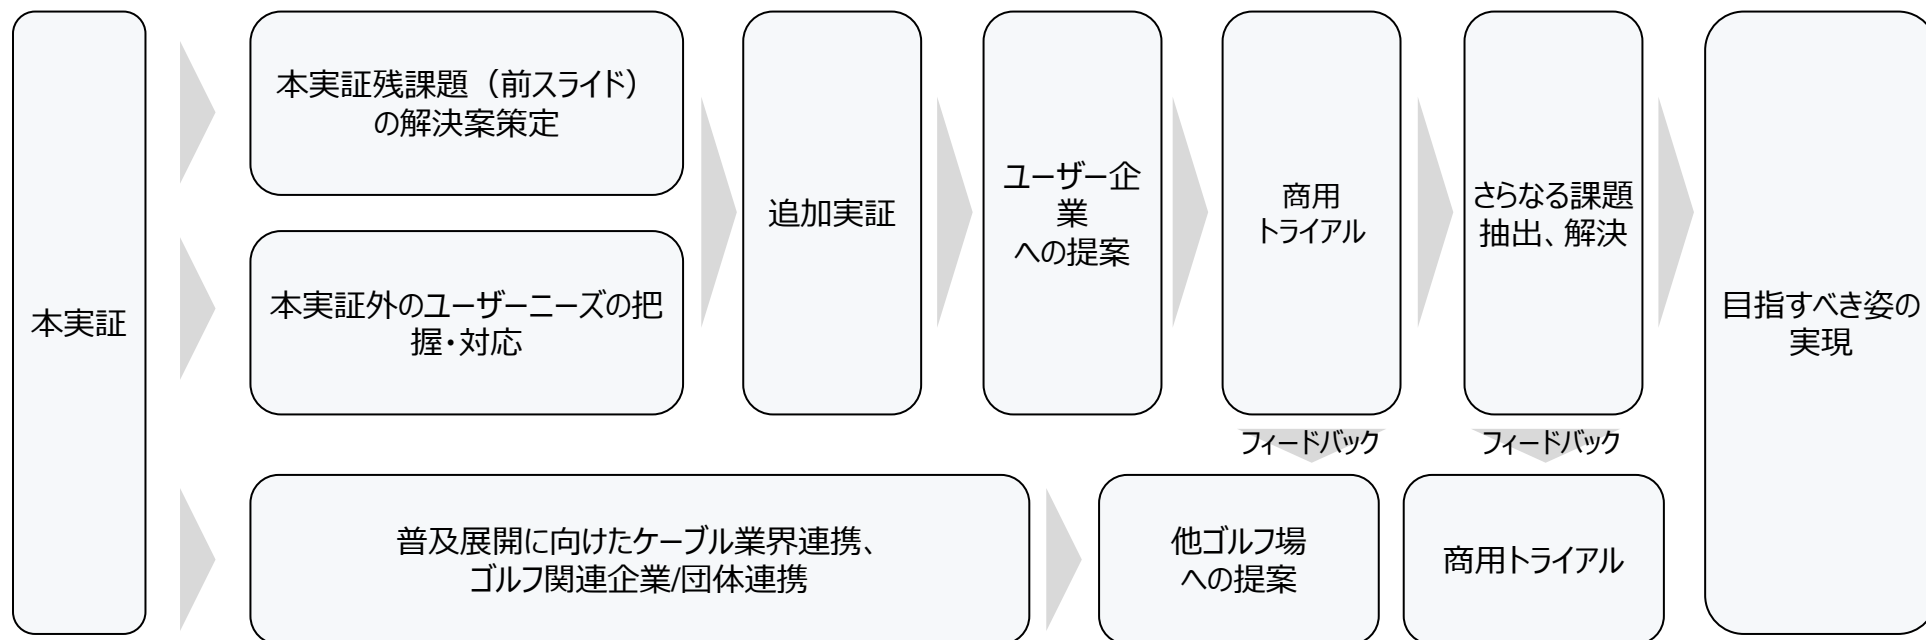 本実証
本実証残課題（前スライド）
の解決案策定
本実証外のユーザーニーズの把
握・対応
追加実証
ユーザー企
業
への提案
商用
トライアル
さらなる課題
抽出、解決
目指すべき姿の
実現
フィードバック
フィードバック
普及展開に向けたケーブル業界連携、
ゴルフ関連企業/団体連携
他ゴルフ場
への提案
商用トライアル